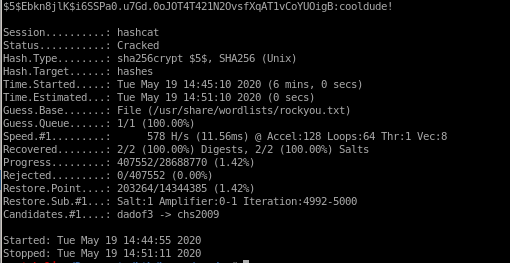 $5$Ebkn8jlK$i6SSPa0.u7Gd.0oJOT4T421N2OvsfXqAT1vCoYUOigB:cooldude!
Session..........: hashcat
Status...........: Cracked
Hash.Type........: sha256crypt $5$, SHA256 (Unix)
Hash.Target......: hashes
Time.Started.....: Tue May 19 14:45:10 2020 (6 mins, 0 secs)
Time.Estimated...: Tue May 19 14:51:10 2020 (0 secs)
Guess.Base.......: File (/usr/share/wordlists/rockyou.txt)
Guess.Queue......: 1/1 (100.00%)
Speed.#1.........:      578 H/s (11.56ms) @ Accel:128 Loops:64 Thr:1 Vec:8
Recovered........: 2/2 (100.00%) Digests, 2/2 (100.00%) Salts
Progress.........: 407552/28688770 (1.42%)
Rejected.........: 0/407552 (0.00%)
Restore.Point....: 203264/14344385 (1.42%)
Restore.Sub.#1...: Salt:1 Amplifier:0-1 Iteration:4992-5000
Candidates.#1....: dadof3 -> chs2009
Started: Tue May 19 14:44:55 2020
Stopped: Tue May 19 14:51:11 2020